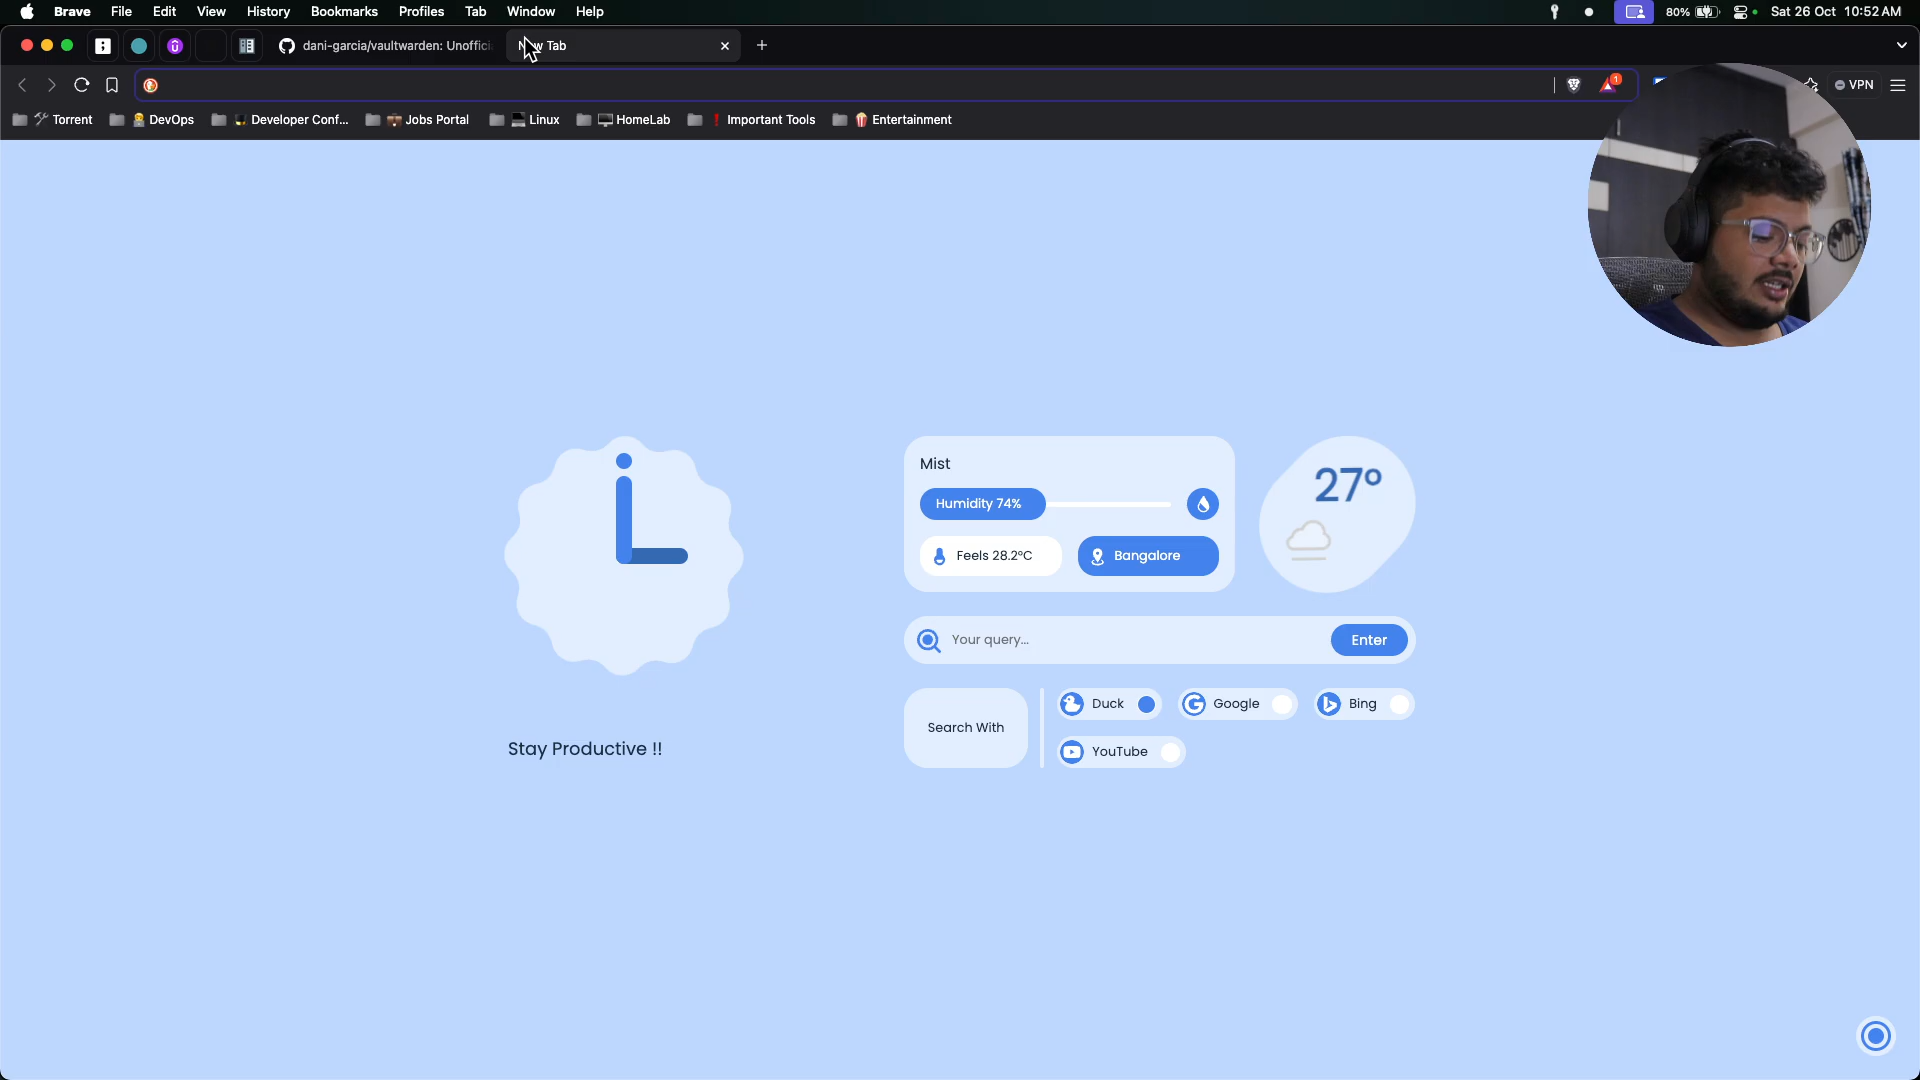 Brave File Edit View History Bookmarks Profiles Tab Window Help 80% Sat 26 Oct 10:52 AM
dani-garcia/vaultwarden: Unoffici New Tab
1 VPN
Torrent DevOps Developer Conf... Jobs Portal Linux HomeLab Important Tools Entertainment
Mist
27°
Humidity 74%
Feels 28.2°C Bangalore
Your query... Enter
Search With
Duck Google Bing
YouTube
Stay Productive !!